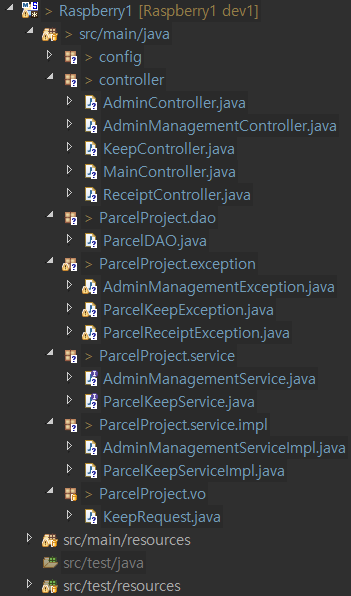 > Raspberry1 [Raspberry1 dev1]
> src/main/java
> config
> controller
AdminController.java
AdminManagementController.java
KeepController.java
MainController.java
ReceiptController.java
> ParcelProject.dao
ParcelDAO.java
> ParcelProject.exception
AdminManagementException.java
ParcelKeepException.java
ParcelReceiptException.java
> ParcelProject.service
AdminManagementService.java
ParcelKeepService.java
> ParcelProject.service.impl
AdminManagementServiceImpl.java
ParcelKeepServiceImpl.java
> ParcelProject.vo
KeepRequest.java
src/main/resources
src/test/java
src/test/resources